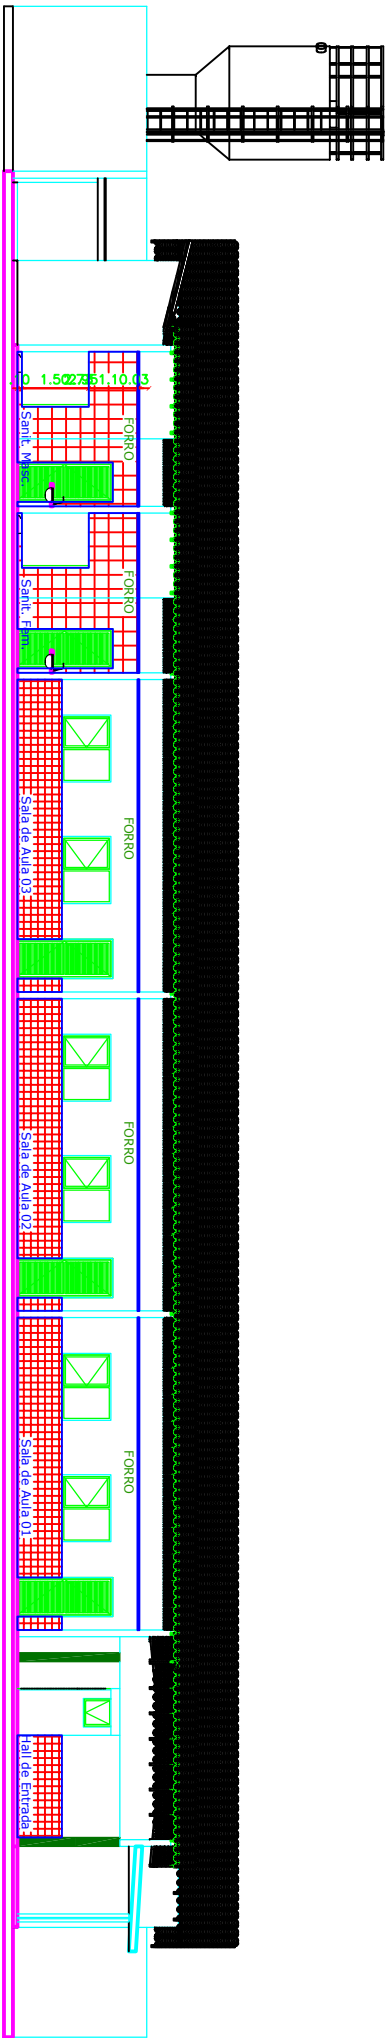 FORRO
Sanit. Masc.
FORRO
Sanit. Fem.
FORRO
Sala de Aula 03
FORRO
Sala de Aula 02
FORRO
Sala de Aula 01
Hall de Entrada